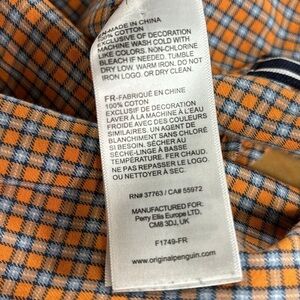 EN-MADE IN CHINA
100% COTTON
EXCLUSIVE OF DECORATION
MACHINE WASH COLD WITH
LIKE COLORS. NON-CHLORINE
BLEACH IF NEEDED. TUMBLE
DRY LOW. WARM IRON. DO NOT
IRON LOGO. OR DRY CLEAN.
FR-FABRIQUÉ EN CHINE
100% COTON
EXCLUSIF DE DECORATION
LAVER À LA MACHINE À L'EAU
FROIDE AVEC DES COULEURS
SIMILAIRES. UN AGENT DE
BLANCHIMENT SANS CHLORÉ
SI BESOIN. SÉCHER AU
SÈCHE-LINGE À BASSE
TEMPÉRATURE. FER CHAUD.
NE PAS REPASSER LE LOGO
OU NETTOYER À SEC.
RN# 37763 / CA# 55972
MANUFACTURED FOR:
Perry Ellis Europe LTD,
CM8 3DJ, UK
F1749-FR
www.originalpenguin.com